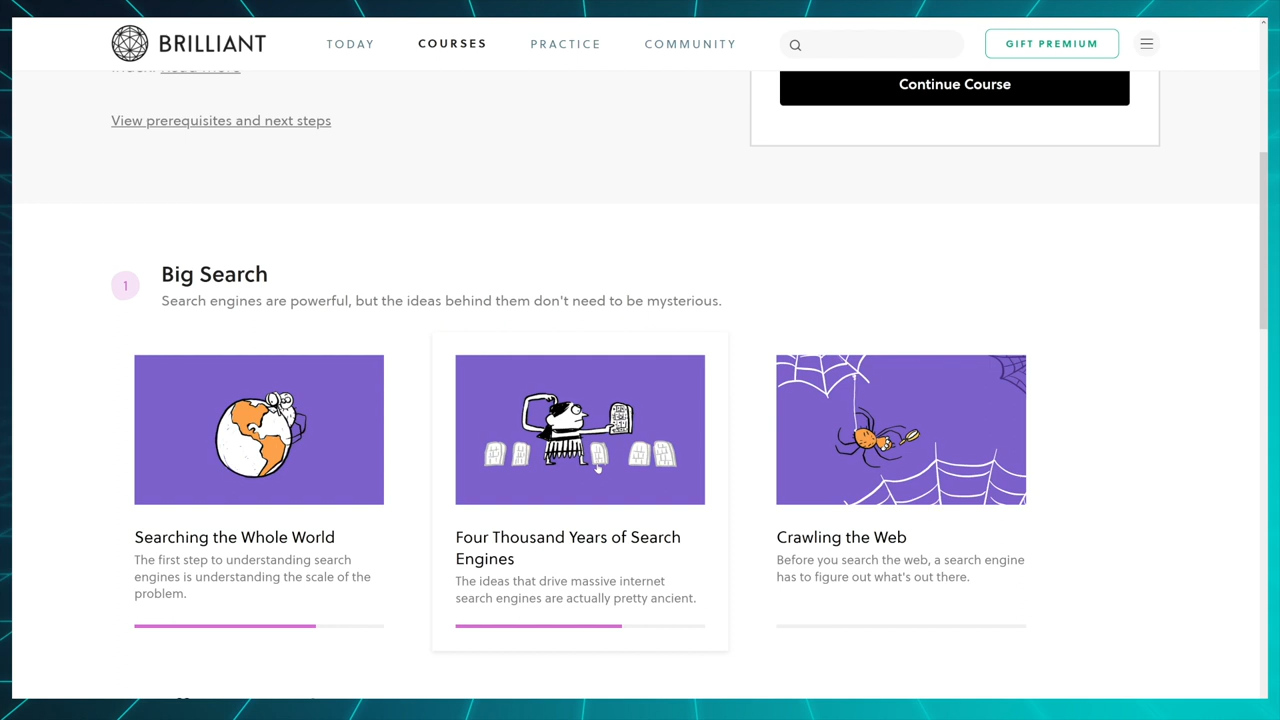 BRILLIANT
TODAY
COURSES
PRACTICE
COMMUNITY
GIFT PREMIUM
Read more
Continue Course
View prerequisites and next steps
1
Big Search
Search engines are powerful, but the ideas behind them don't need to be mysterious.
Searching the Whole World
The first step to understanding search
engines is understanding the scale of the
problem.
Four Thousand Years of Search
Engines
The ideas that drive massive internet
search engines are actually pretty ancient.
Crawling the Web
Before you search the web, a search engine
has to figure out what's out there.